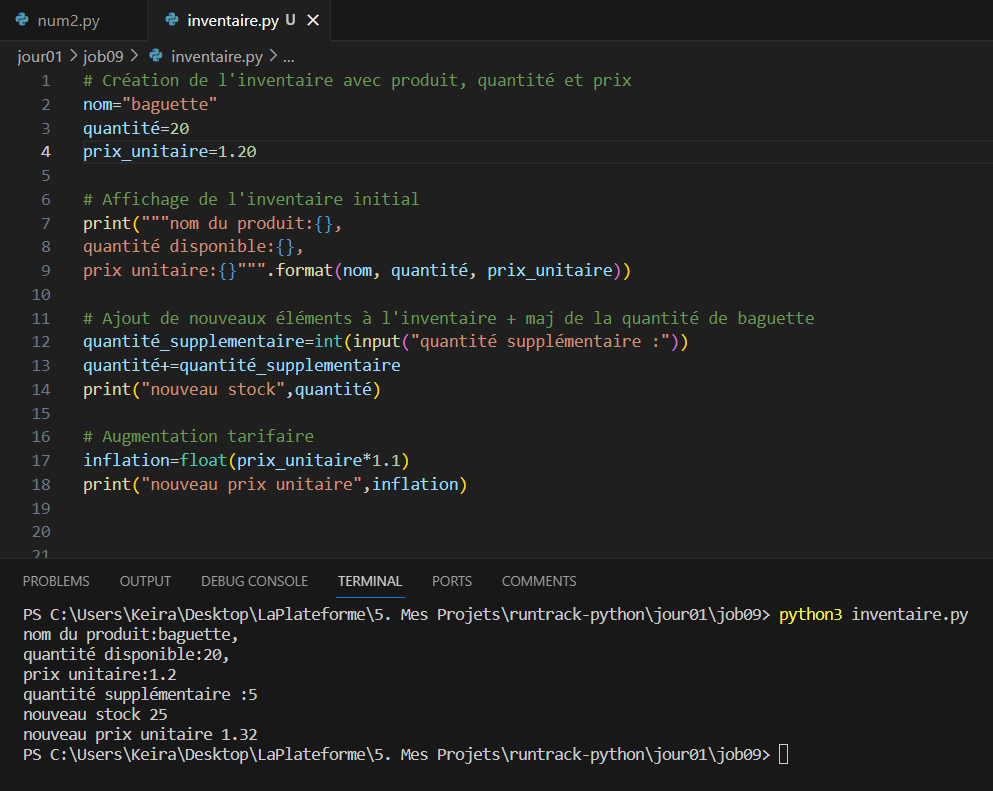 num2.py inventaire.py U
jour01 > job09 > inventaire.py > ...
1 # Création de l'inventaire avec produit, quantité et prix
2 nom="baguette"
3 quantité=20
4 prix_unitaire=1.20
5
6 # Affichage de l'inventaire initial
7 print("""nom du produit:{},
8 quantité disponible:{},
9 prix unitaire:{}""".format(nom, quantité, prix_unitaire))
10
11 # Ajout de nouveaux éléments à l'inventaire + maj de la quantité de baguette
12 quantité_supplementaire=int(input("quantité supplémentaire :"))
13 quantité+=quantité_supplementaire
14 print("nouveau stock",quantité)
15
16 # Augmentation tarifaire
17 inflation=float(prix_unitaire*1.1)
18 print("nouveau prix unitaire",inflation)
19
20
21
PROBLEMS OUTPUT DEBUG CONSOLE TERMINAL PORTS COMMENTS
PS C:\Users\Keira\Desktop\LaPlateforme\5. Mes Projets\runtrack-python\jour01\job09> python3 inventaire.py
nom du produit:baguette,
quantité disponible:20,
prix unitaire:1.2
quantité supplémentaire :5
nouveau stock 25
nouveau prix unitaire 1.32
PS C:\Users\Keira\Desktop\LaPlateforme\5. Mes Projets\runtrack-python\jour01\job09>